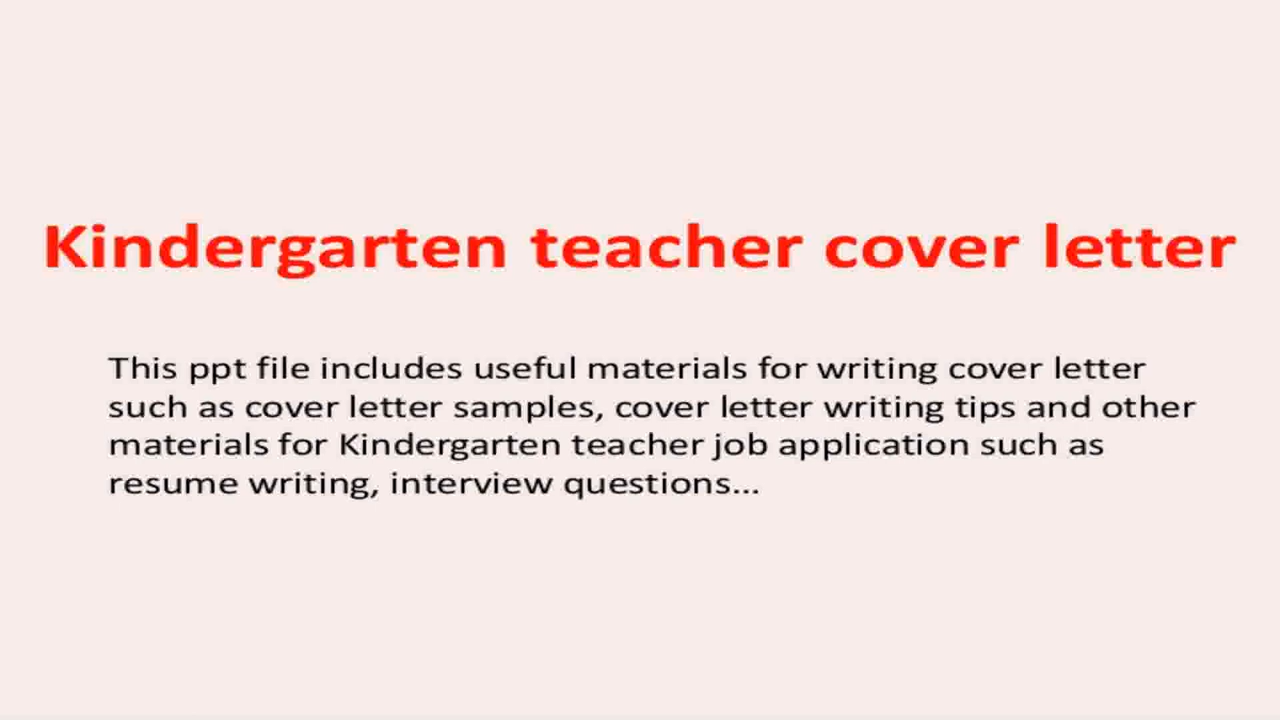 Kindergarten teacher cover letter
This ppt file includes useful materials for writing cover letter
such as cover letter samples, cover letter writing tips and other
materials for Kindergarten teacher job application such as
resume writing, interview questions...